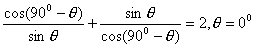 cos(90⁰ − θ)/sin θ + sin θ/cos(90⁰ − θ) = 2, θ = 0⁰